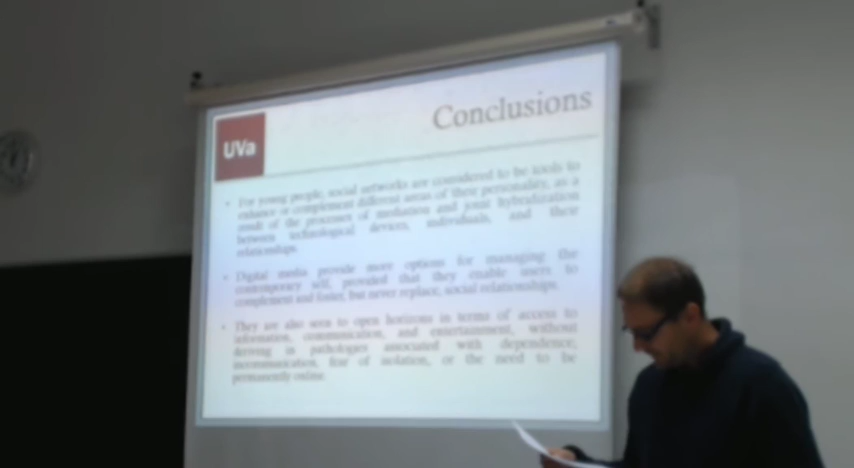 Conclusions
UVa
• For young people, social networks are considered to be tools to
enhance or complement different areas of their personality, as a
result of the processes of mediation and joint hybridization
between technological devices, individuals, and their
relationships.
• Digital media provide more options for managing the
contemporary self, provided that they enable users to
complement and foster, but never replace, social relationships.
• They are also seen to open horizons in terms of access to
information, communication, and entertainment, without
deriving in pathologies associated with dependence,
incommunication, fear of isolation, or the need to be
permanently online.